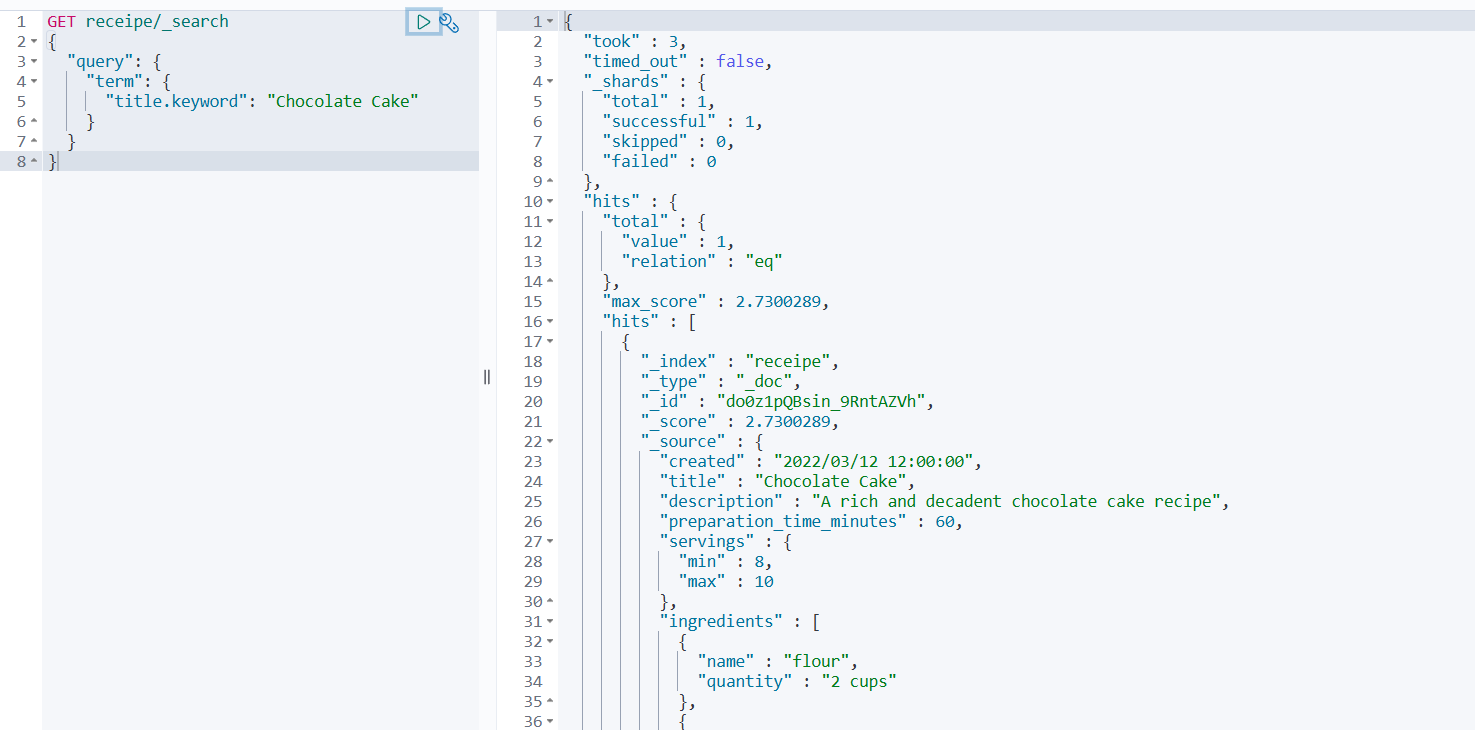 1 GET receipe/_search
2 {
3 "query": {
4 "term": {
5 "title.keyword": "Chocolate Cake"
6 }
7 }
8 }
1 {
2 "took" : 3,
3 "timed_out" : false,
4 "_shards" : {
5 "total" : 1,
6 "successful" : 1,
7 "skipped" : 0,
8 "failed" : 0
9 },
10 "hits" : {
11 "total" : {
12 "value" : 1,
13 "relation" : "eq"
14 },
15 "max_score" : 2.7300289,
16 "hits" : [
17 {
18 "_index" : "receipe",
19 "_type" : "_doc",
20 "_id" : "do0z1pQBsin_9RntAZVh",
21 "_score" : 2.7300289,
22 "_source" : {
23 "created" : "2022/03/12 12:00:00",
24 "title" : "Chocolate Cake",
25 "description" : "A rich and decadent chocolate cake recipe",
26 "preparation_time_minutes" : 60,
27 "servings" : {
28 "min" : 8,
29 "max" : 10
30 },
31 "ingredients" : [
32 {
33 "name" : "flour",
34 "quantity" : "2 cups"
35 },
36 {